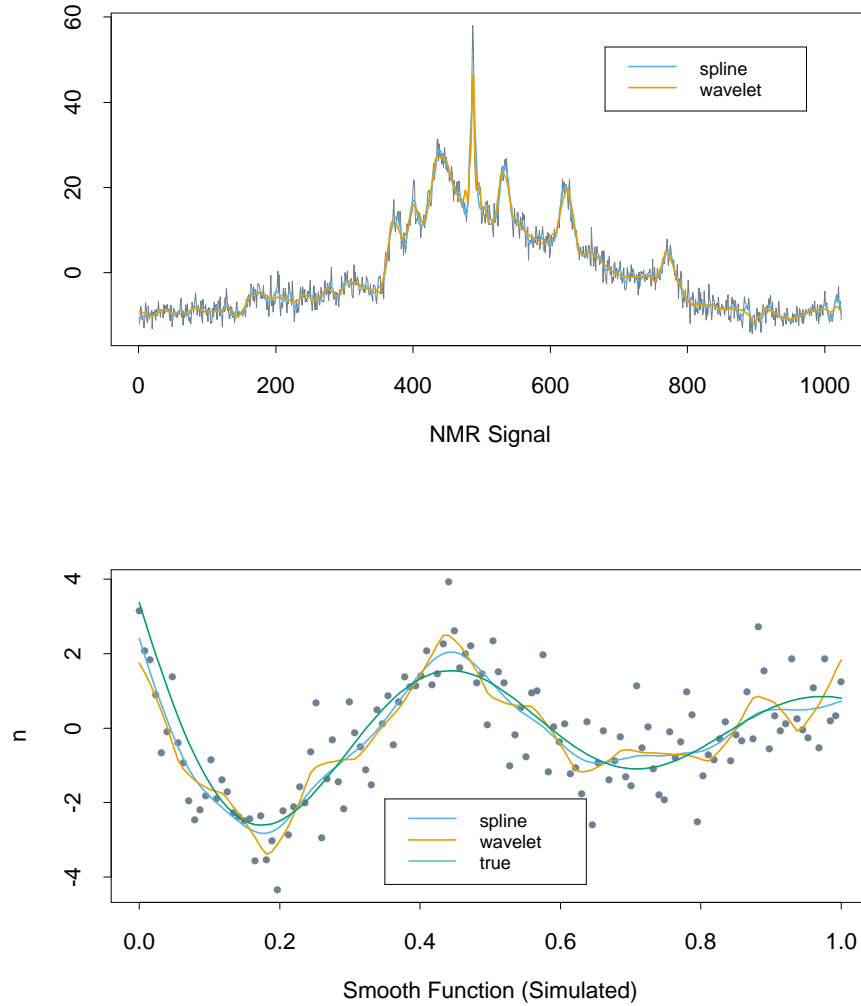 60
40
20
0
spline
wavelet
0 200 400 600 800 1000
NMR Signal
n
4
2
0
-2
-4
spline
wavelet
true
0.0 0.2 0.4 0.6 0.8 1.0
Smooth Function (Simulated)